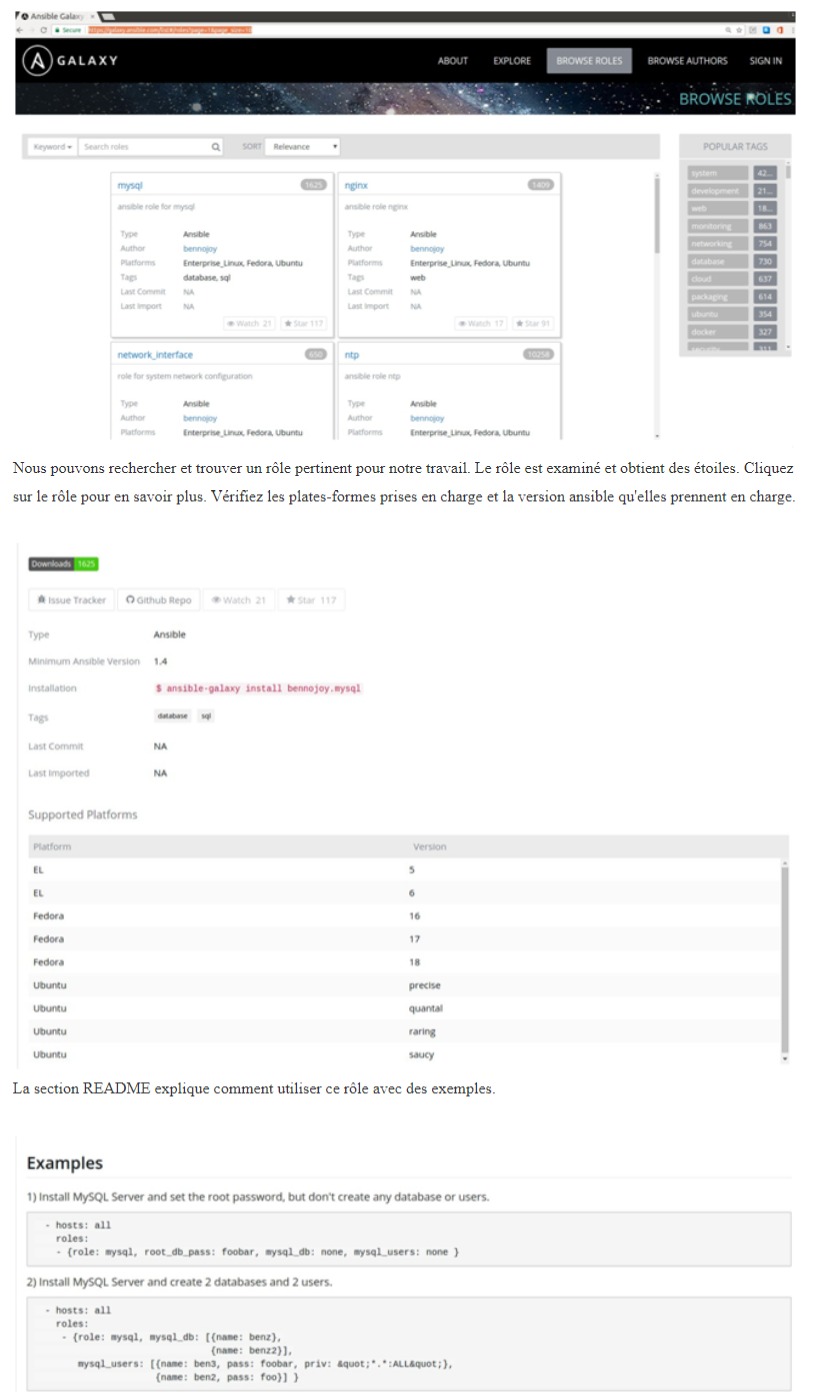 Ansible Galaxy
Secure
GALAXY
ABOUT EXPLORE BROWSE ROLES BROWSE AUTHORS SIGN IN
BROWSE ROLES
Keyword Search roles SORT Relevance
POPULAR TAGS
system 42...
development 21...
web 18...
monitoring 863
networking 754
database 730
cloud 637
packaging 614
ubuntu 354
docker 327
security 311
mysql 1625
ansible role for mysql
Type Ansible
Author bennojoy
Platforms Enterprise_Linux, Fedora, Ubuntu
Tags database, sql
Last Commit NA
Last Import NA
Watch 21 Star 117
nginx 1409
ansible role nginx
Type Ansible
Author bennojoy
Platforms Enterprise_Linux, Fedora, Ubuntu
Tags web
Last Commit NA
Last Import NA
Watch 17 Star 91
network_interface 650
role for system network configuration
Type Ansible
Author bennojoy
Platforms Enterprise_Linux, Fedora, Ubuntu
ntp 10258
ansible role ntp
Type Ansible
Author bennojoy
Platforms Enterprise_Linux, Fedora, Ubuntu
Nous pouvons rechercher et trouver un rôle pertinent pour notre travail. Le rôle est examiné et obtient des étoiles. Cliquez
sur le rôle pour en savoir plus. Vérifiez les plates-formes prises en charge et la version ansible qu'elles prennent en charge.
Downloads 1625
Issue Tracker Github Repo Watch 21 Star 117
Type Ansible
Minimum Ansible Version 1.4
Installation $ ansible-galaxy install bennojoy.mysql
Tags database sql
Last Commit NA
Last Imported NA
Supported Platforms
Platform Version
EL 5
EL 6
Fedora 16
Fedora 17
Fedora 18
Ubuntu precise
Ubuntu quantal
Ubuntu raring
Ubuntu saucy
La section README explique comment utiliser ce rôle avec des exemples.
Examples
1) Install MySQL Server and set the root password, but don't create any database or users.
- hosts: all
roles:
- {role: mysql, root_db_pass: foobar, mysql_db: none, mysql_users: none }
2) Install MySQL Server and create 2 databases and 2 users.
- hosts: all
roles:
- {role: mysql, mysql_db: [{name: benz},
{name: benz2}],
mysql_users: [{name: ben3, pass: foobar, priv: &quot;*.*:ALL&quot;},
{name: ben2, pass: foo}] }